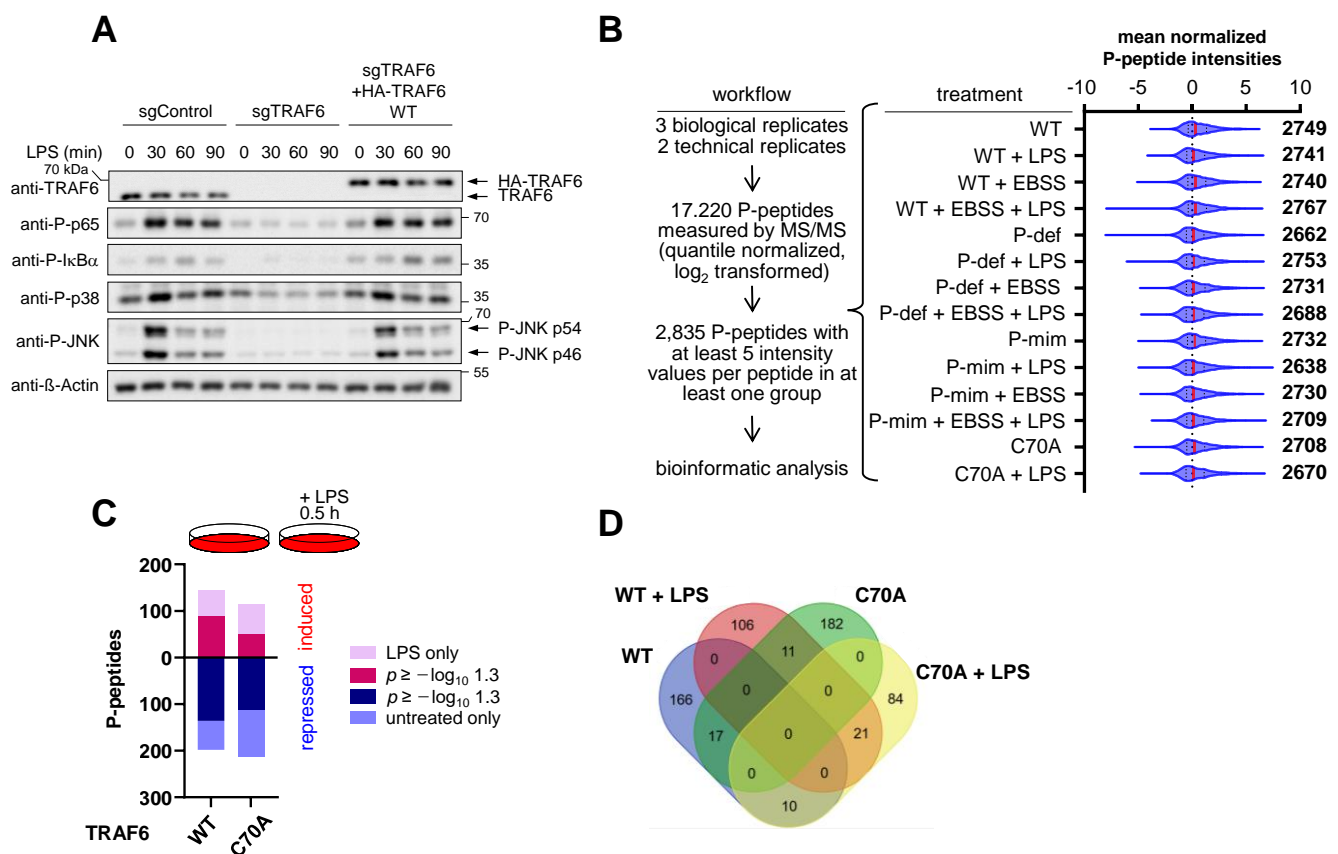 A
sgTRAF6
+HA-TRAF6
sgControl sgTRAF6 WT
LPS (min) 0 30 60 90 0 30 60 90 0 30 60 90
70 kDa
anti-TRAF6
HA-TRAF6
TRAF6
anti-P-p65 70
anti-P-IκBα 35
anti-P-p38 35
70
anti-P-JNK
P-JNK p54
P-JNK p46
anti-ß-Actin 55
B
workflow
3 biological replicates
2 technical replicates
17.220 P-peptides
measured by MS/MS
(quantile normalized,
log2 transformed)
2,835 P-peptides with
at least 5 intensity
values per peptide in at
least one group
bioinformatic analysis
mean normalized
P-peptide intensities
treatment
-10 -5 0 5 10
WT 2749
WT + LPS 2741
WT + EBSS 2740
WT + EBSS + LPS 2767
P-def 2662
P-def + LPS 2753
P-def + EBSS 2731
P-def + EBSS + LPS 2688
P-mim 2732
P-mim + LPS 2638
P-mim + EBSS 2730
P-mim + EBSS + LPS 2709
C70A 2708
C70A + LPS 2670
C
+ LPS
0.5 h
P-peptides
200
100
0
100
200
300
induced
repressed
LPS only
p ≥ −log10 1.3
p ≥ −log10 1.3
untreated only
TRAF6 WT C70A
D
WT + LPS C70A
WT C70A + LPS
106 182
0 11 0
166 0 0 84
17 0 21
0 0
10